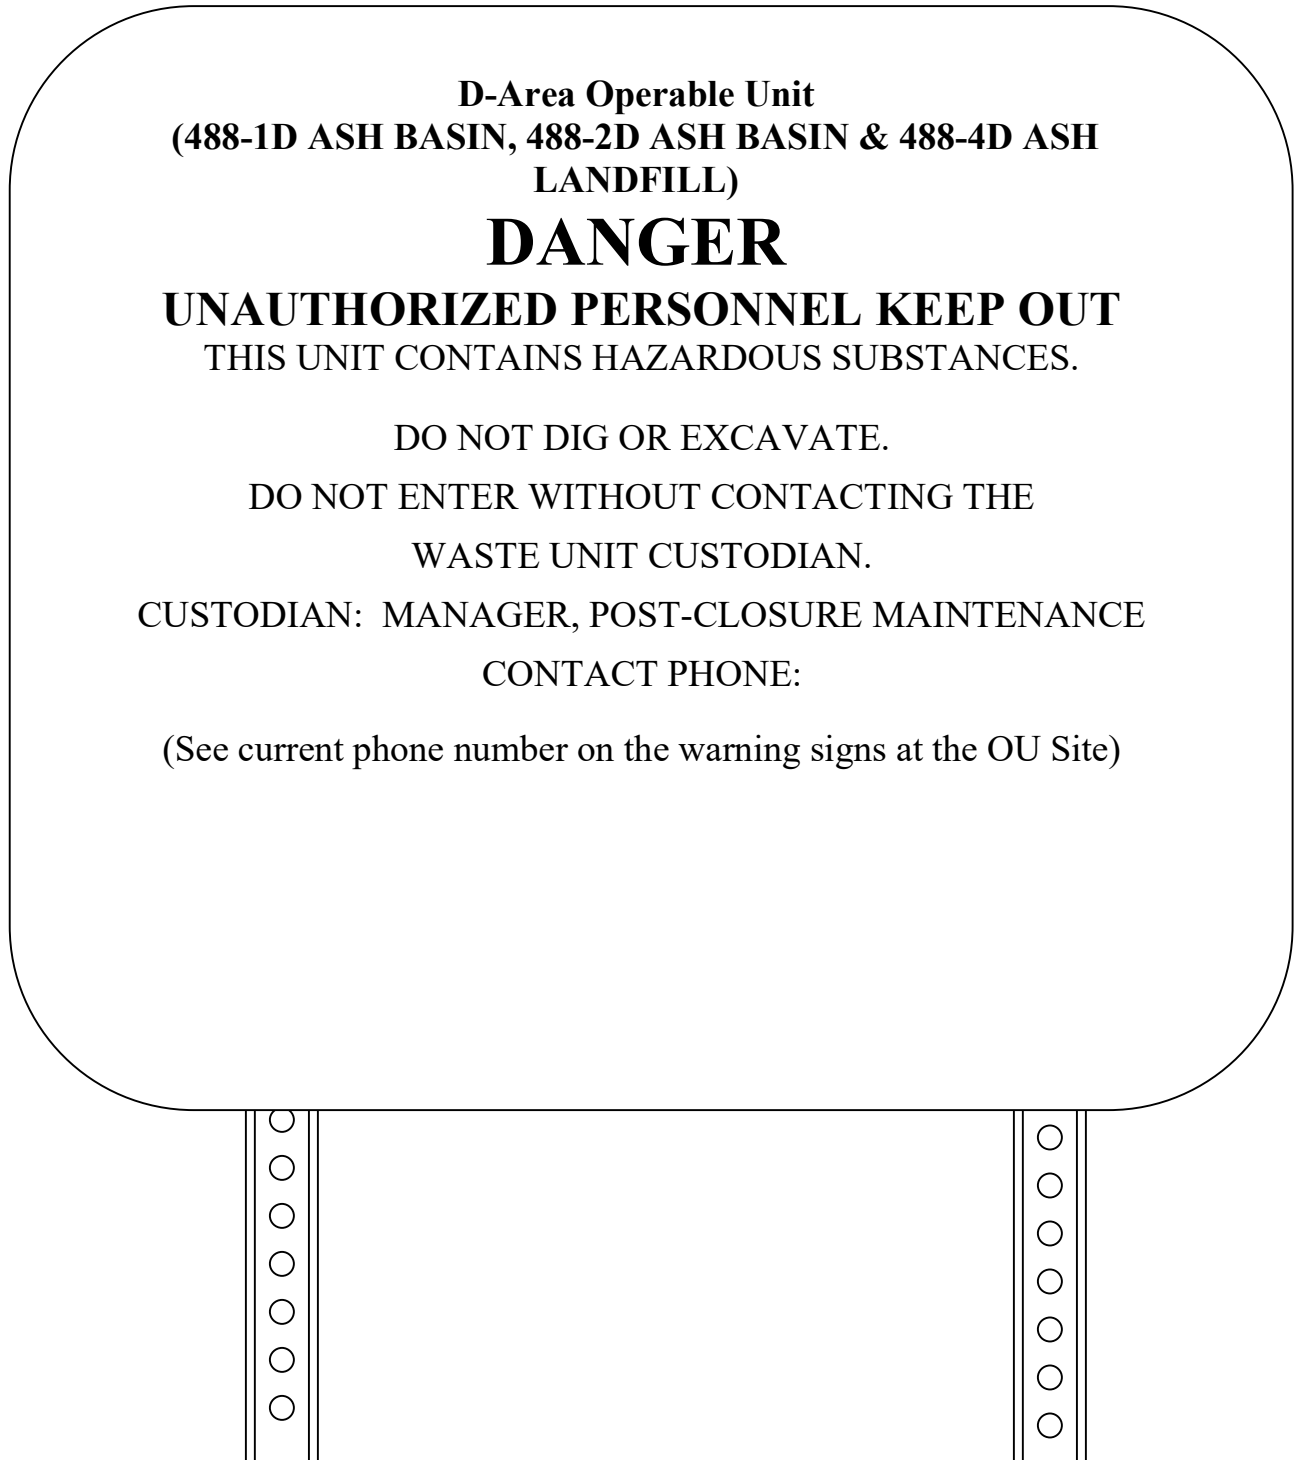 D-Area Operable Unit
(488-1D ASH BASIN, 488-2D ASH BASIN & 488-4D ASH
LANDFILL)
DANGER
UNAUTHORIZED PERSONNEL KEEP OUT
THIS UNIT CONTAINS HAZARDOUS SUBSTANCES.
DO NOT DIG OR EXCAVATE.
DO NOT ENTER WITHOUT CONTACTING THE
WASTE UNIT CUSTODIAN.
CUSTODIAN:  MANAGER, POST-CLOSURE MAINTENANCE
CONTACT PHONE:
(See current phone number on the warning signs at the OU Site)